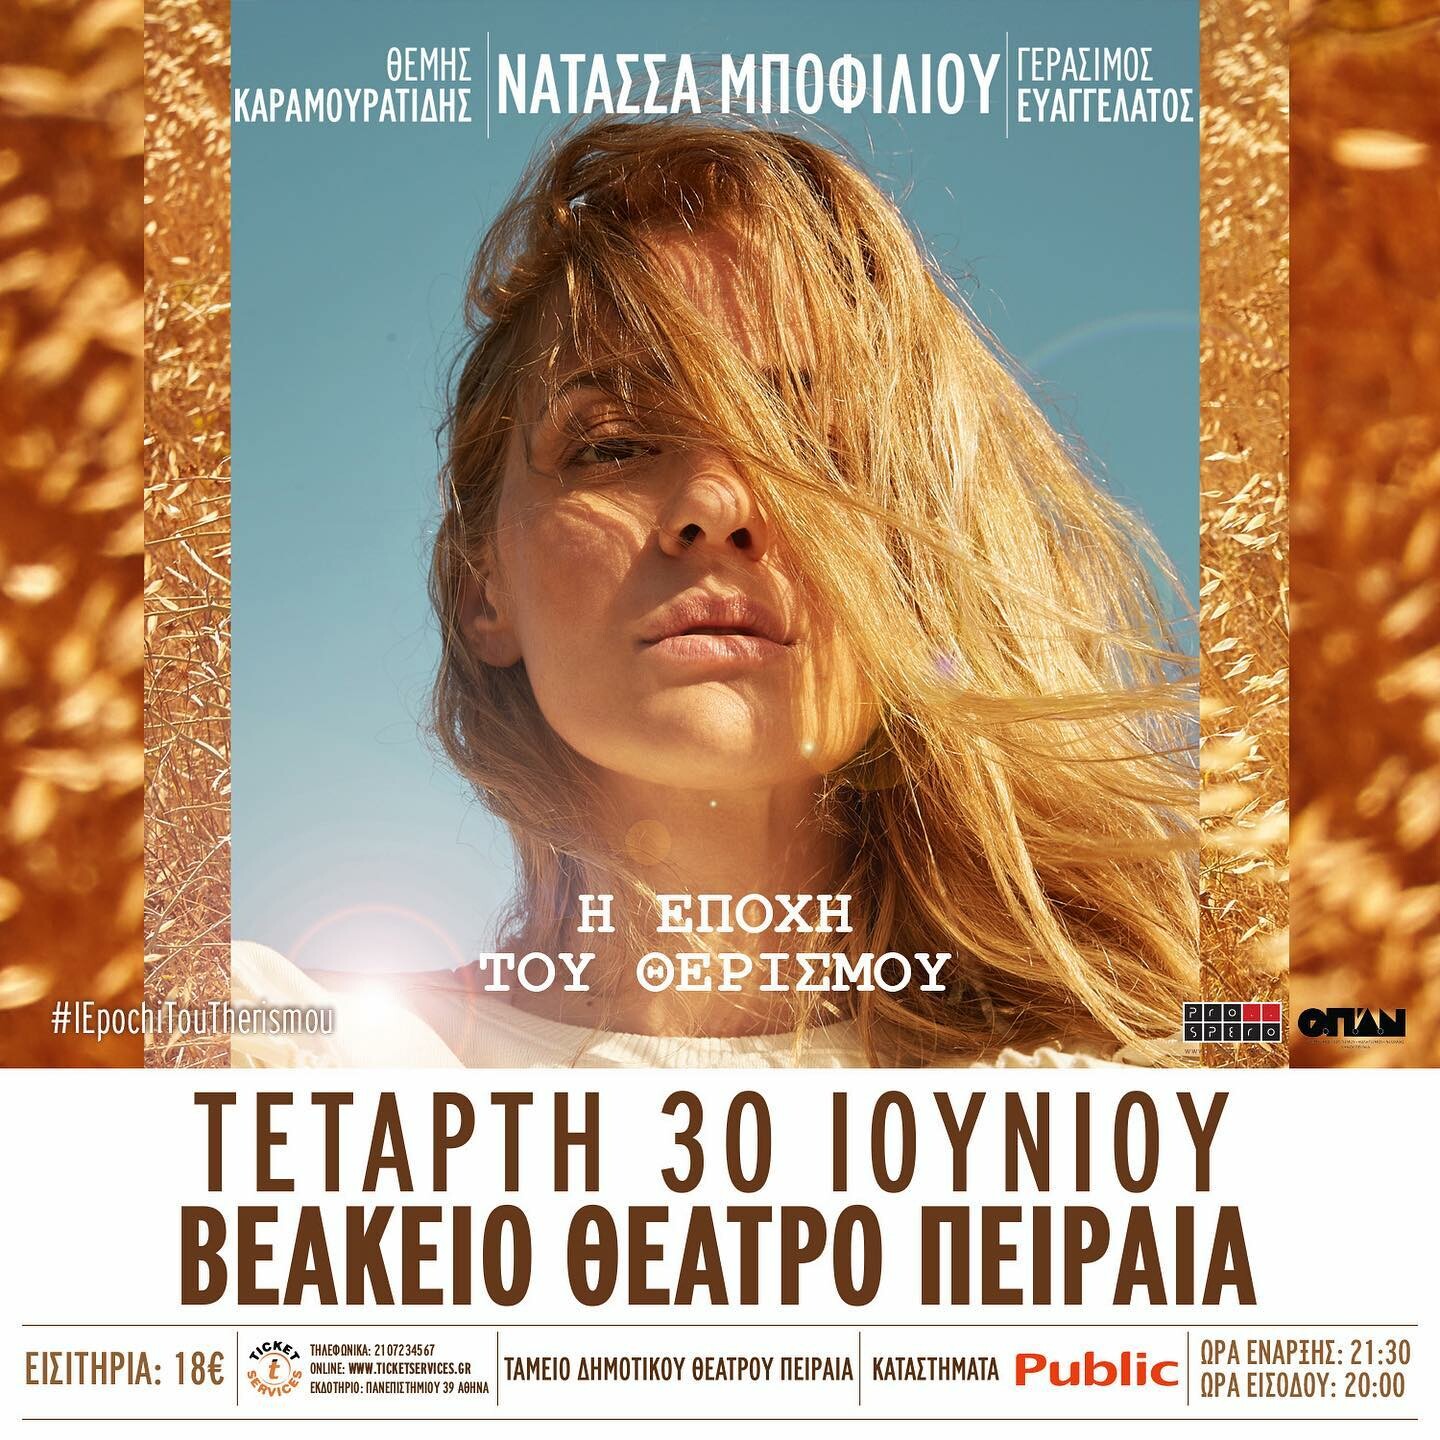 ΘΕΜΗΣ
ΚΑΡΑΜΟΥΡΑΤΙΔΗΣ
ΝΑΤΑΣΣΑ ΜΠΟΦΙΛΙΟΥ
ΓΕΡΑΣΙΜΟΣ
ΕΥΑΓΓΕΛΑΤΟΣ
Η ΕΠΟΧΗ
ΤΟΥ ΘΕΡΙΣΜΟΥ
#IEpochiTouTherismou
PrO
SPErO
Ο.Π.Α.Ν
ΤΕΤΑΡΤΗ 30 ΙΟΥΝΙΟΥ
ΒΕΑΚΕΙΟ ΘΕΑΤΡΟ ΠΕΙΡΑΙΑ
ΕΙΣΙΤΗΡΙΑ: 18€
TICKET
t
SERVICES
ΤΗΛΕΦΩΝΙΚΑ: 2107234567
ONLINE: WWW.TICKETSERVICES.GR
ΕΚΔΟΤΗΡΙΟ: ΠΑΝΕΠΙΣΤΗΜΙΟΥ 39 ΑΘΗΝΑ
ΤΑΜΕΙΟ ΔΗΜΟΤΙΚΟΥ ΘΕΑΤΡΟΥ ΠΕΙΡΑΙΑ
ΚΑΤΑΣΤΗΜΑΤΑ Public
ΩΡΑ ΕΝΑΡΞΗΣ: 21:30
ΩΡΑ ΕΙΣΟΔΟΥ: 20:00